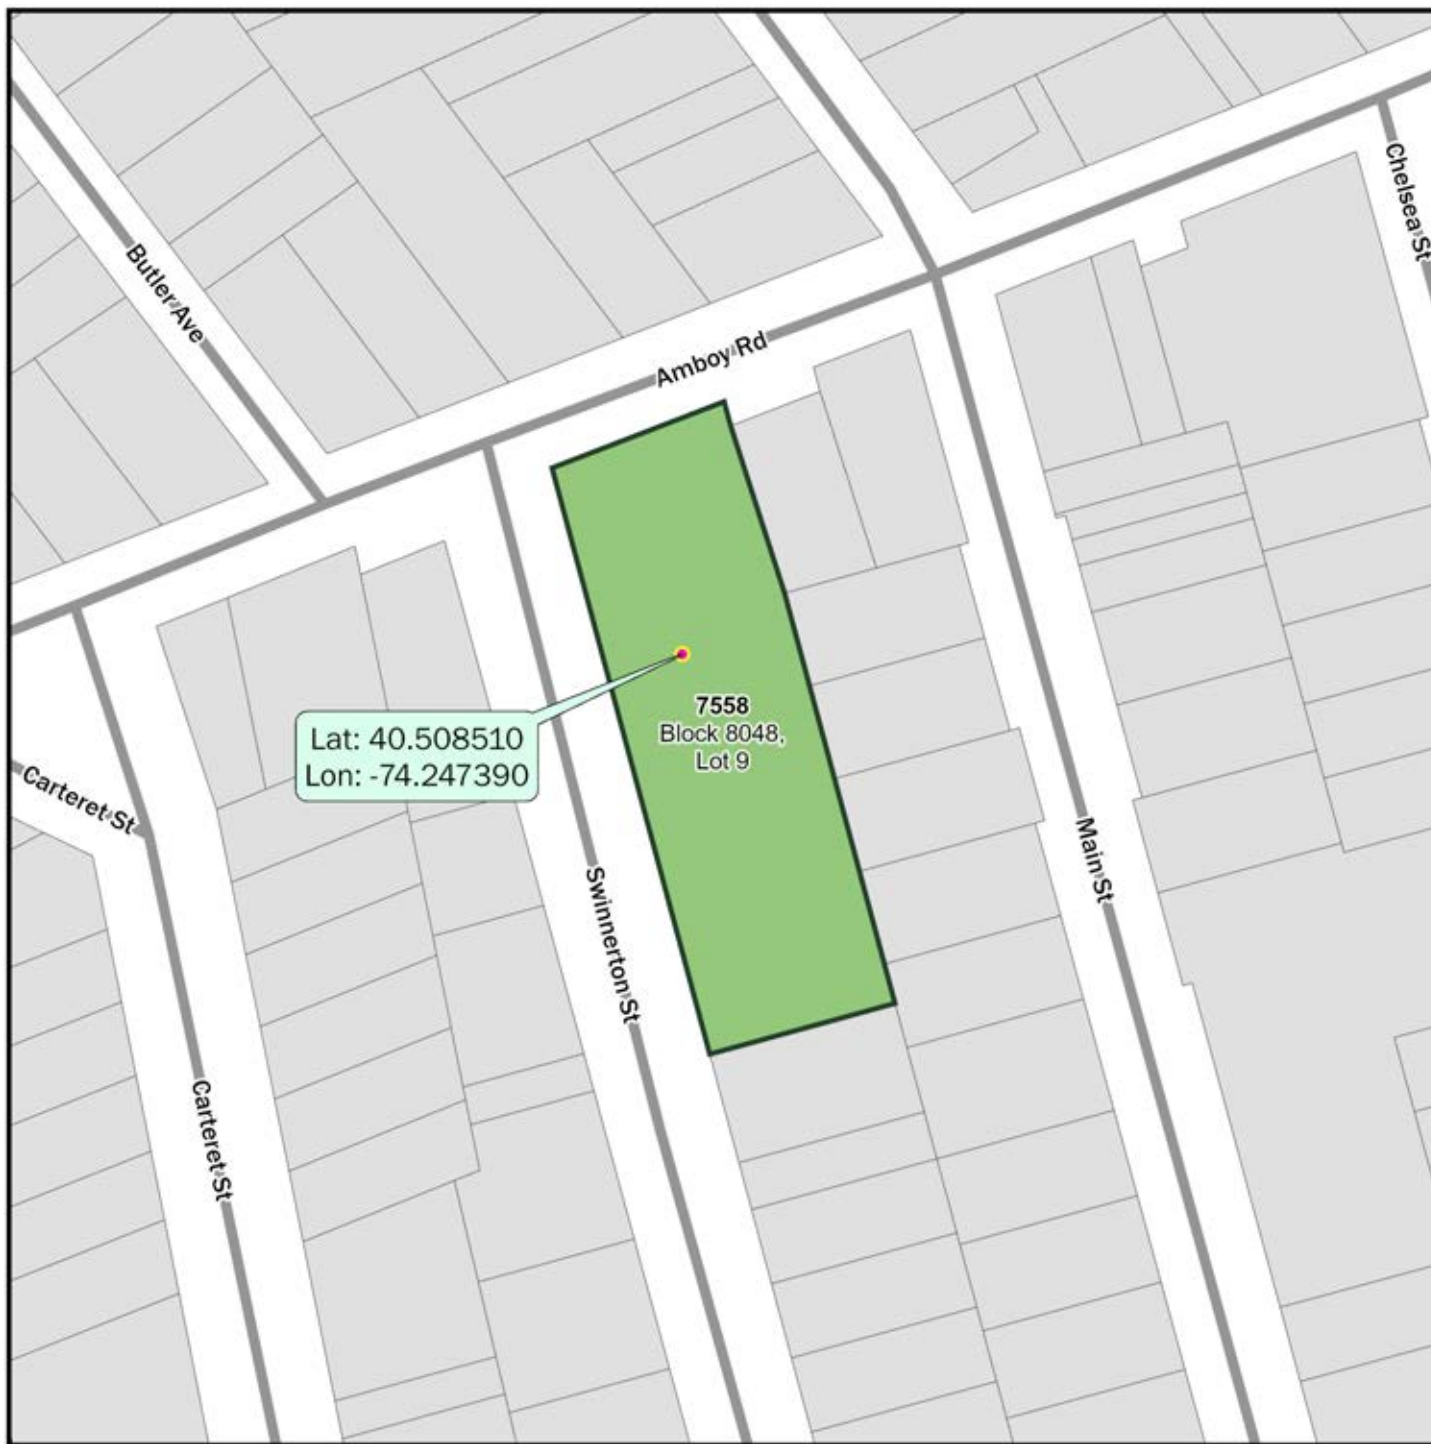 Chelsea St
Butler Ave
Amboy Rd
7558
Block 8048,
Lot 9
Lat: 40.508510
Lon: -74.247390
Carteret St
Main St
Swinnerton St
Carteret St